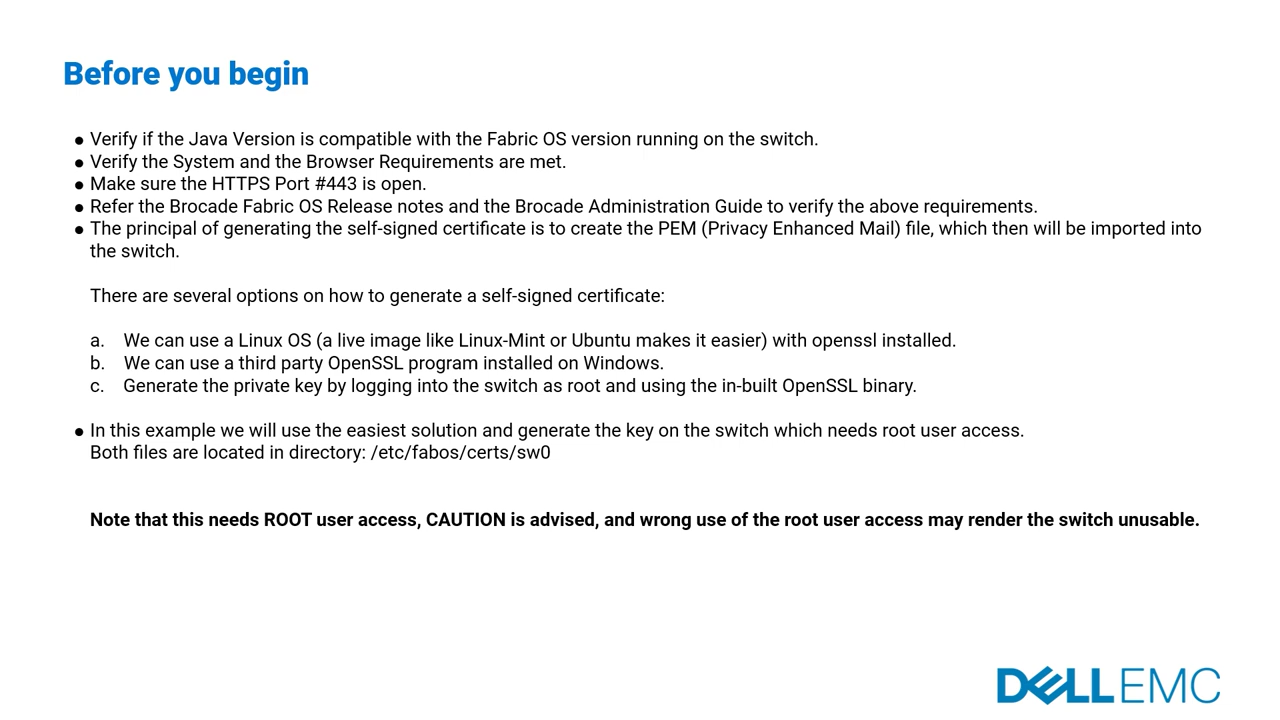 Before you begin
● Verify if the Java Version is compatible with the Fabric OS version running on the switch.
● Verify the System and the Browser Requirements are met.
● Make sure the HTTPS Port #443 is open.
● Refer the Brocade Fabric OS Release notes and the Brocade Administration Guide to verify the above requirements.
● The principal of generating the self-signed certificate is to create the PEM (Privacy Enhanced Mail) file, which then will be imported into
the switch.
There are several options on how to generate a self-signed certificate:
a. We can use a Linux OS (a live image like Linux-Mint or Ubuntu makes it easier) with openssl installed.
b. We can use a third party OpenSSL program installed on Windows.
c. Generate the private key by logging into the switch as root and using the in-built OpenSSL binary.
● In this example we will use the easiest solution and generate the key on the switch which needs root user access.
Both files are located in directory: /etc/fabos/certs/sw0
Note that this needs ROOT user access, CAUTION is advised, and wrong use of the root user access may render the switch unusable.
DELLEMC